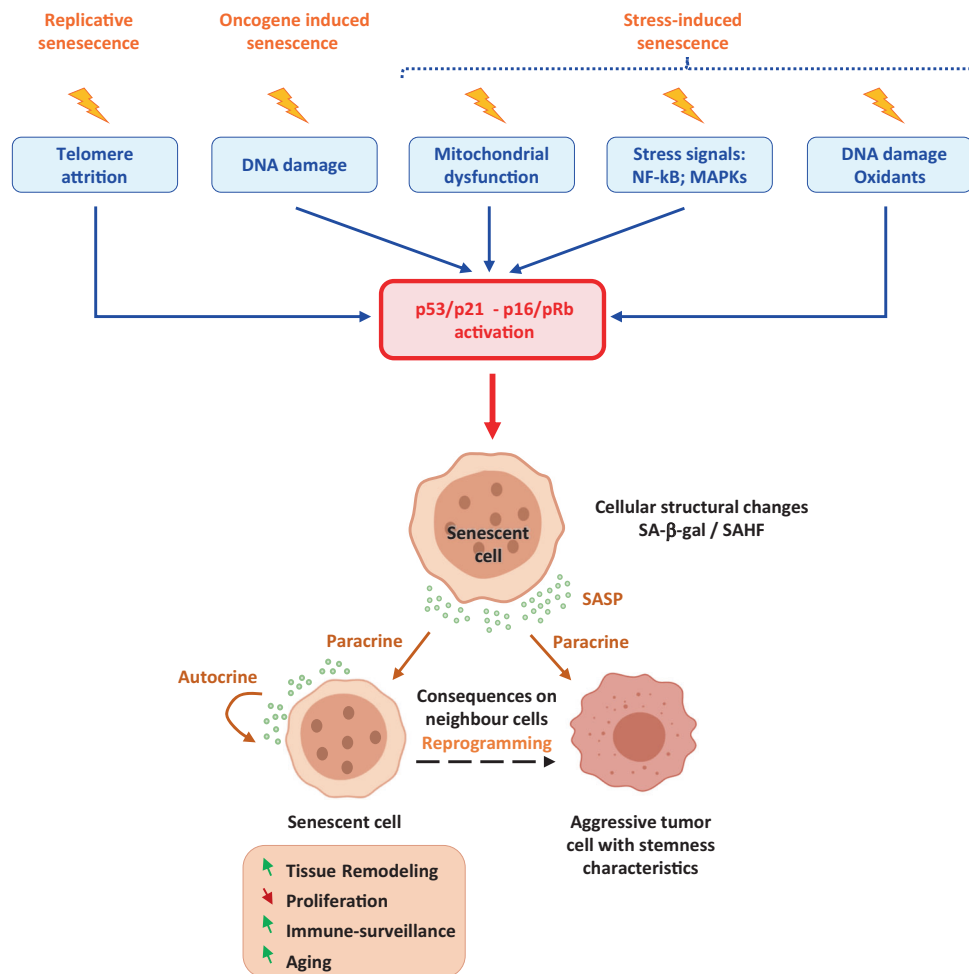 Replicative
senesecence
Oncogene induced
senescence
Stress-induced
senescence
Telomere
attrition
DNA damage
Mitochondrial
dysfunction
Stress signals:
NF-kB; MAPKs
DNA damage
Oxidants
p53/p21 - p16/pRb
activation
Senescent
cell
Cellular structural changes
SA-β-gal / SAHF
SASP
Paracrine
Paracrine
Autocrine
Consequences on
neighbour cells
Reprogramming
Senescent cell
Aggressive tumor
cell with stemness
characteristics
Tissue Remodeling
Proliferation
Immune-surveillance
Aging